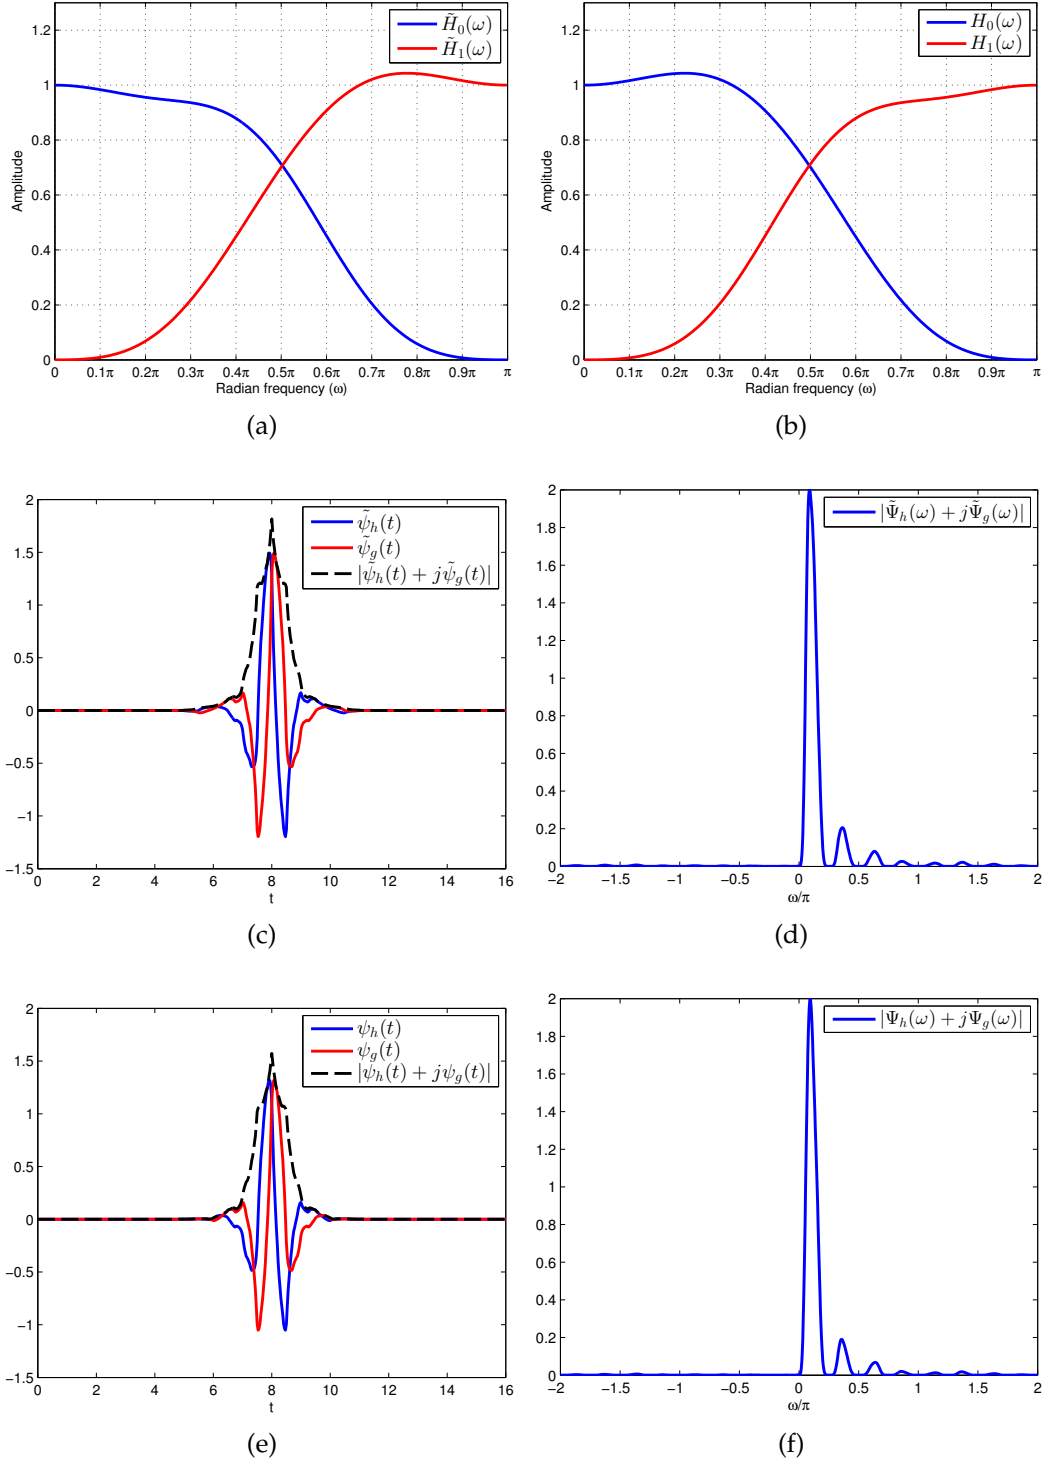 1.2
1
0.8
0.6
0.4
0.2
0
Amplitude
H̃₀(ω)
H̃₁(ω)
0 0.1π 0.2π 0.3π 0.4π 0.5π 0.6π 0.7π 0.8π 0.9π π
Radian frequency (ω)
(a)
1.2
1
0.8
0.6
0.4
0.2
0
Amplitude
H₀(ω)
H₁(ω)
0 0.1π 0.2π 0.3π 0.4π 0.5π 0.6π 0.7π 0.8π 0.9π π
Radian frequency (ω)
(b)
2
1.5
1
0.5
0
−0.5
−1
−1.5
ψ̃ₕ(t)
ψ̃g(t)
|ψ̃ₕ(t) + jψ̃g(t)|
0 2 4 6 8 10 12 14 16
t
(c)
2
1.8
1.6
1.4
1.2
1
0.8
0.6
0.4
0.2
0
|Ψ̃ₕ(ω) + jΨ̃g(ω)|
−2 −1.5 −1 −0.5 0 0.5 1 1.5 2
ω/π
(d)
2
1.5
1
0.5
0
−0.5
−1
−1.5
ψₕ(t)
ψg(t)
|ψₕ(t) + jψg(t)|
0 2 4 6 8 10 12 14 16
t
(e)
2
1.8
1.6
1.4
1.2
1
0.8
0.6
0.4
0.2
0
|Ψₕ(ω) + jΨg(ω)|
−2 −1.5 −1 −0.5 0 0.5 1 1.5 2
ω/π
(f)